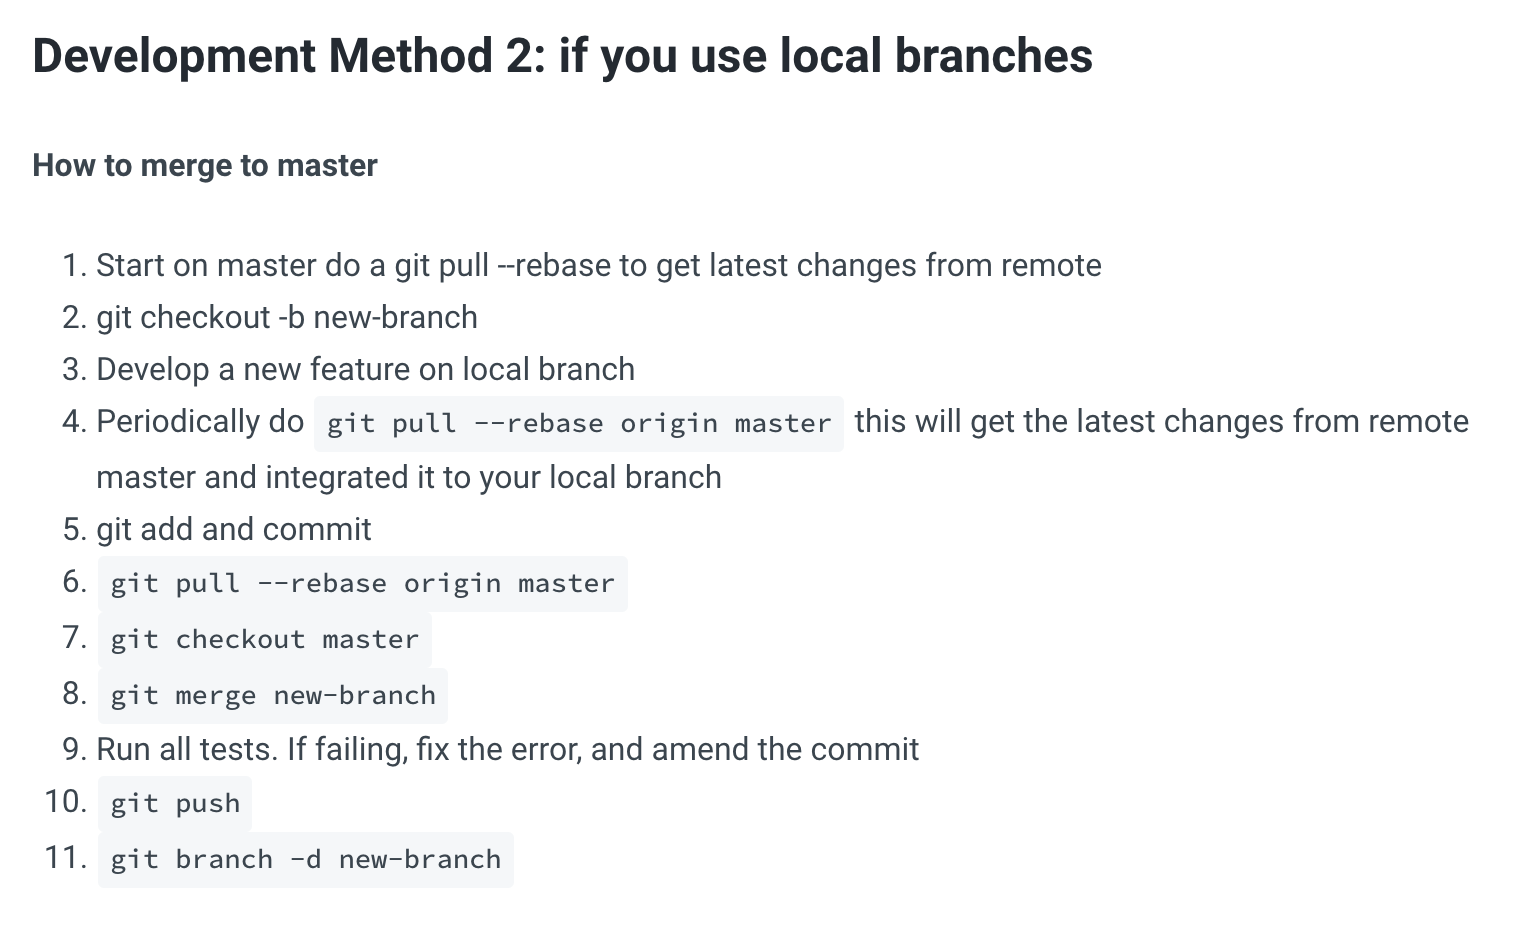 Development Method 2: if you use local branches
How to merge to master
1. Start on master do a git pull --rebase to get latest changes from remote
2. git checkout -b new-branch
3. Develop a new feature on local branch
4. Periodically do git pull --rebase origin master this will get the latest changes from remote
master and integrated it to your local branch
5. git add and commit
6. git pull --rebase origin master
7. git checkout master
8. git merge new-branch
9. Run all tests. If failing, fix the error, and amend the commit
10. git push
11. git branch -d new-branch